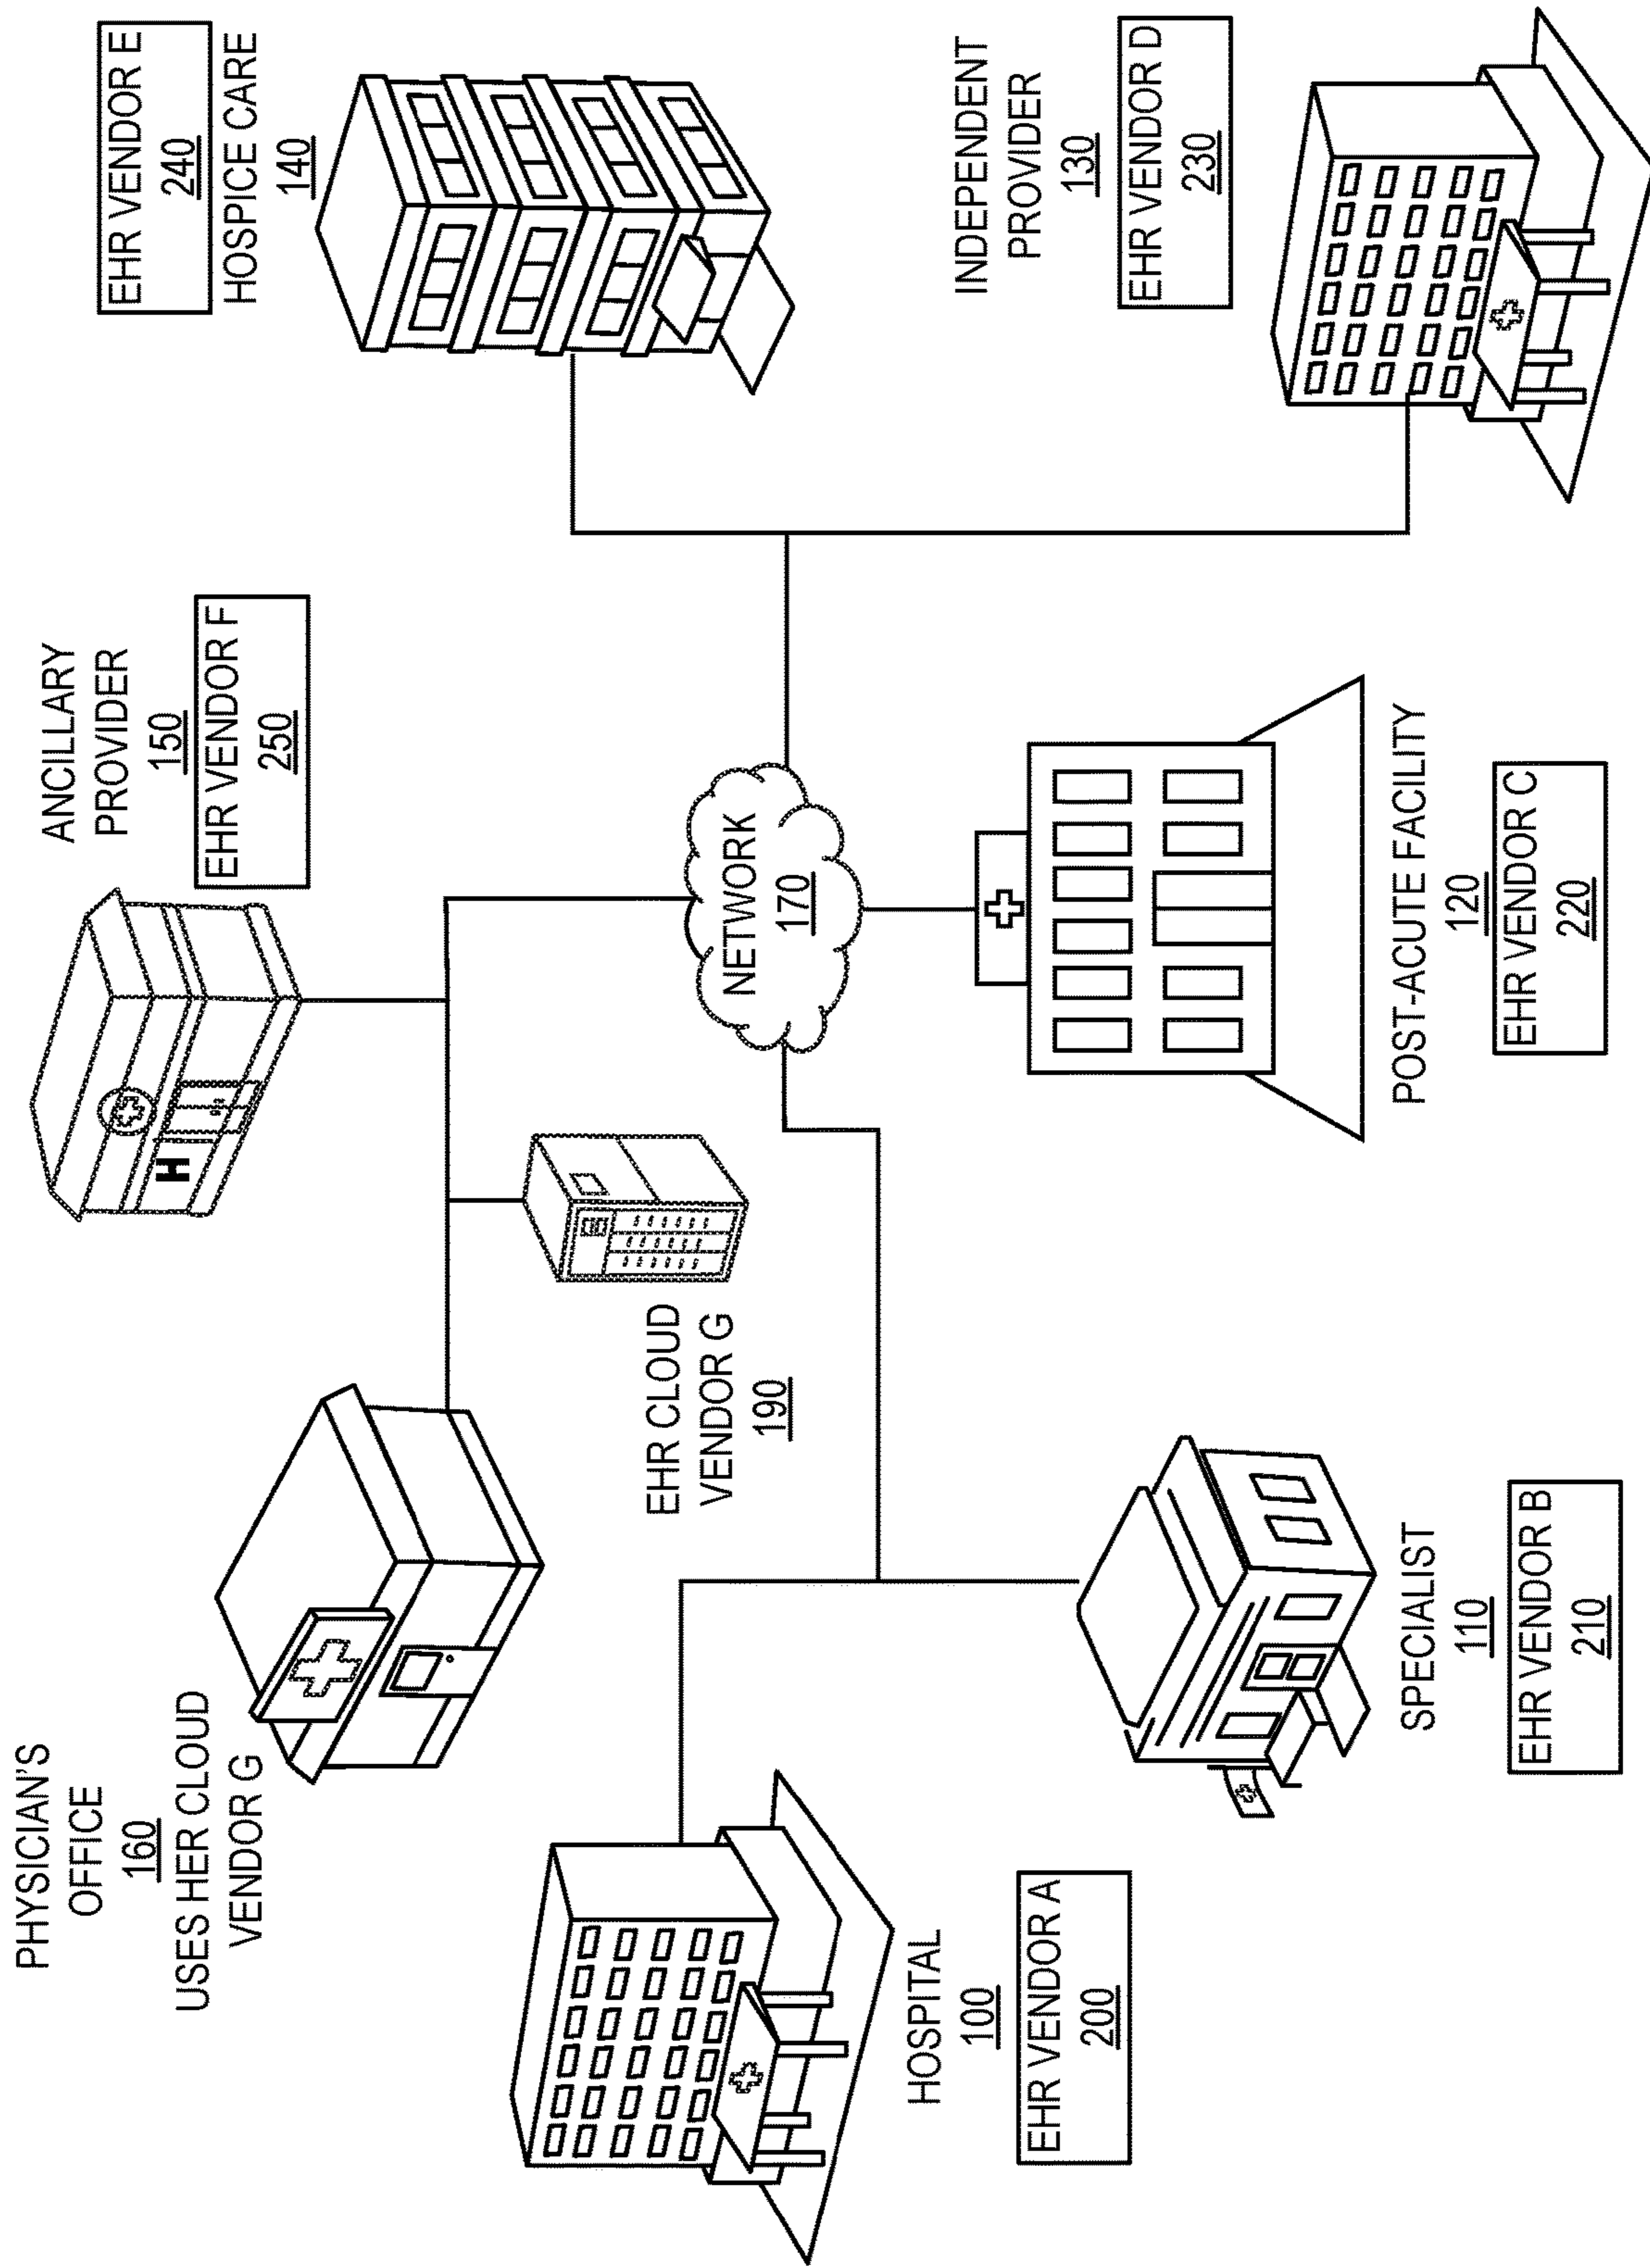 PHYSICIAN'S
OFFICE
160
USES HER CLOUD
VENDOR G
ANCILLARY
PROVIDER
150
EHR VENDOR F
250
EHR VENDOR E
240
HOSPICE CARE
140
EHR CLOUD
VENDOR G
190
H
NETWORK
170
HOSPITAL
100
EHR VENDOR A
200
INDEPENDENT
PROVIDER
130
EHR VENDOR D
230
SPECIALIST
110
EHR VENDOR B
210
POST-ACUTE FACILITY
120
EHR VENDOR C
220